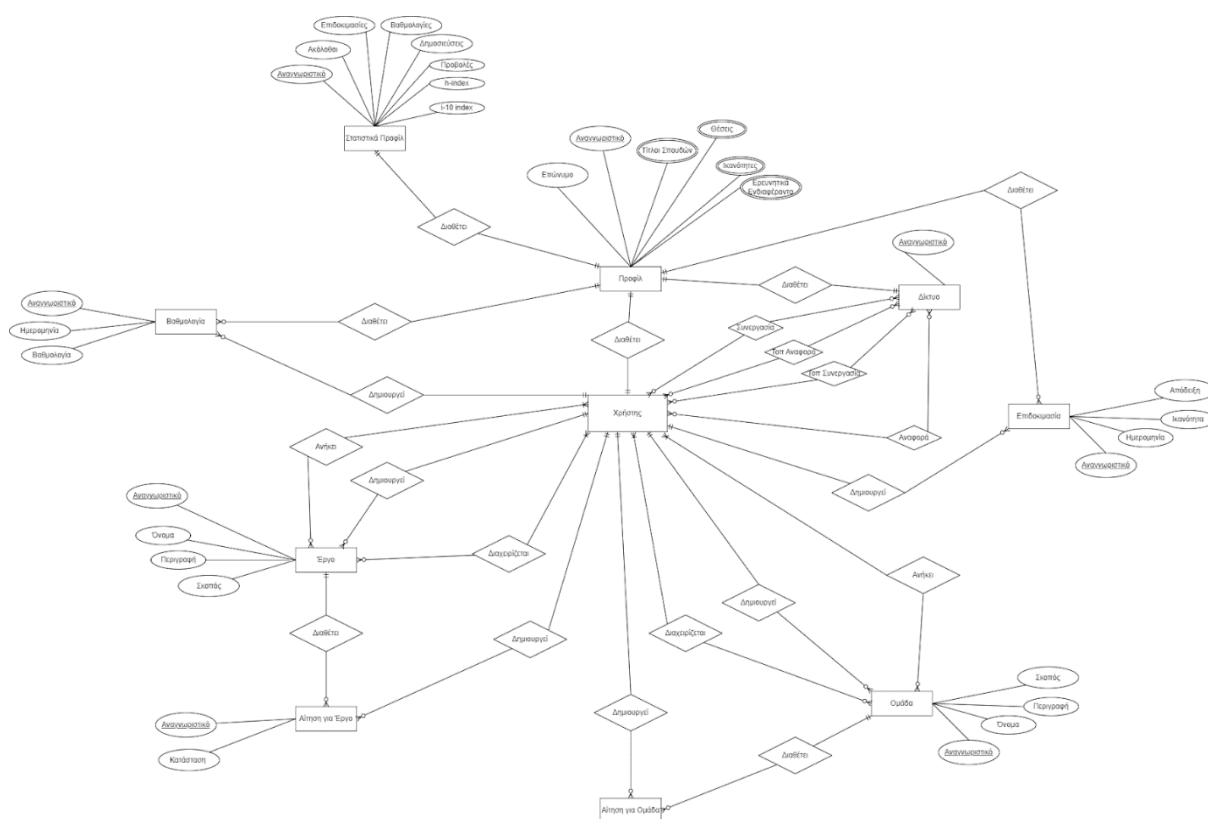 Επιδοκιμασίες
Βαθμολογίες
Ακόλοθοι
Δημοσιεύσεις
Αναγνωριστικό
Προβολές
h-index
i-10 index
Στατιστικά Προφίλ
Θέσεις
Αναγνωριστικό
Τίτλοι Σπουδών
Επώνυμο
Ικανότητες
Ερευνητικά
Ενδιαφέροντα
Διαθέτει
Διαθέτει
Αναγνωριστικό
Προφίλ
Διαθέτει
Δίκτυο
Αναγνωριστικό
Ημερομηνία
Βαθμολογία
Βαθμολογία
Διαθέτει
Διαθέτει
Συνεργασία
Τοπ Αναφορά
Τοπ Συνεργασία
Δημιουργεί
Χρήστης
Αναφορά
Απόδειξη
Ικανότητα
Ημερομηνία
Αναγνωριστικό
Επιδοκιμασία
Ανήκει
Δημιουργεί
Δημιουργεί
Αναγνωριστικό
Όνομα
Περιγραφή
Σκοπός
Έργο
Διαχειρίζεται
Ανήκει
Δημιουργεί
Διαθέτει
Δημιουργεί
Διαχειρίζεται
Σκοπός
Περιγραφή
Όνομα
Αναγνωριστικό
Ομάδα
Αναγνωριστικό
Κατάσταση
Αίτηση για Έργο
Δημιουργεί
Διαθέτει
Αίτηση για Ομάδα